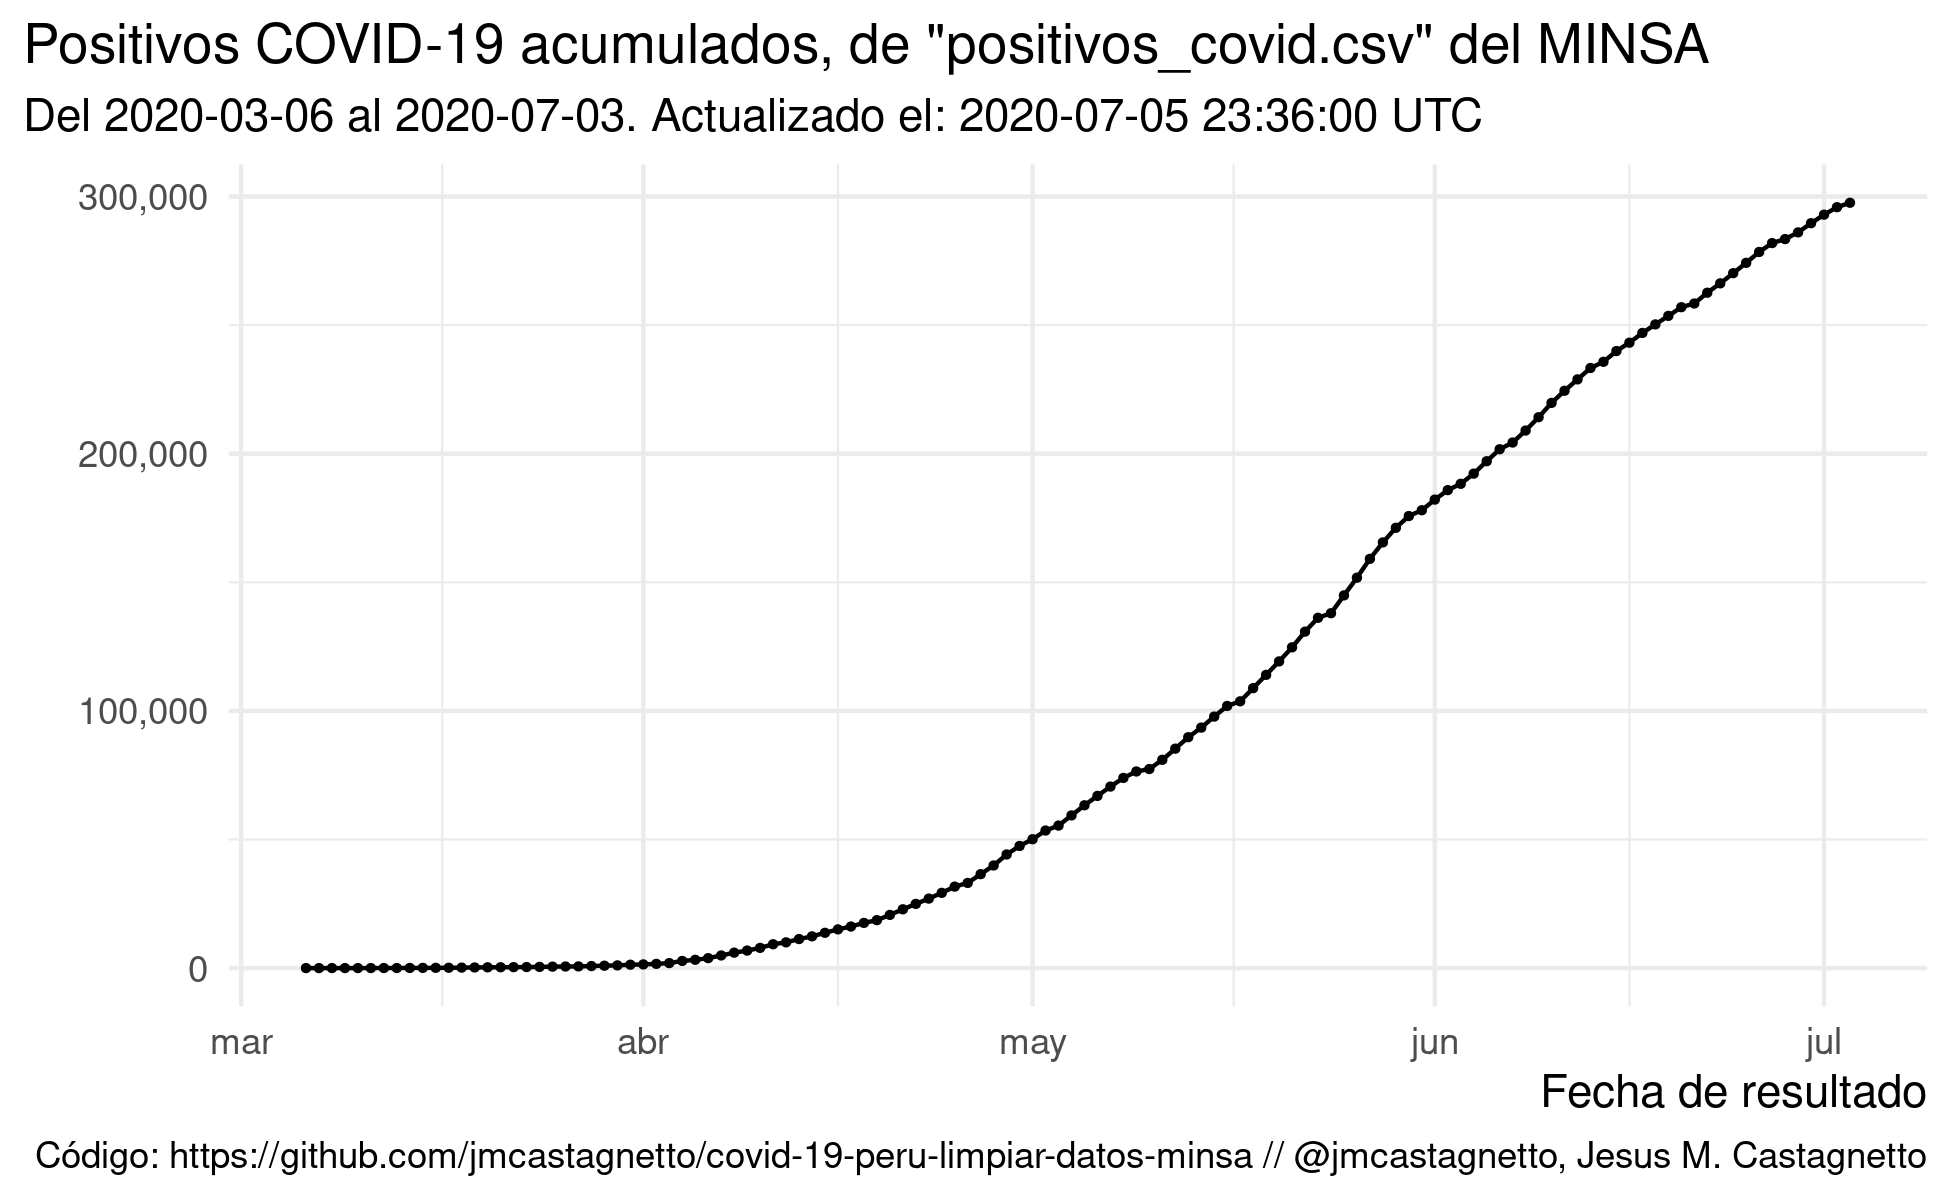 Positivos COVID-19 acumulados, de "positivos_covid.csv" del MINSA
Del 2020-03-06 al 2020-07-03. Actualizado el: 2020-07-05 23:36:00 UTC
300,000
200,000
100,000
0
mar abr may jun jul
Fecha de resultado
Código: https://github.com/jmcastagnetto/covid-19-peru-limpiar-datos-minsa // @jmcastagnetto, Jesus M. Castagnetto